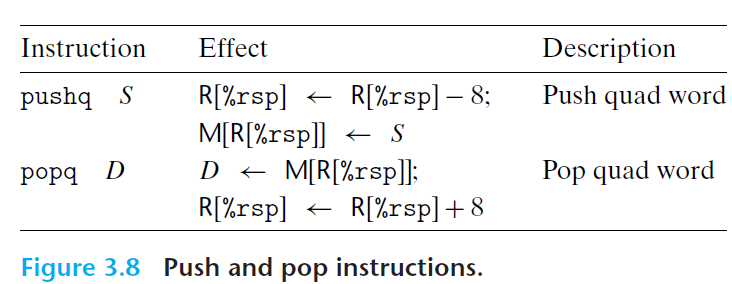 Instruction Effect Description
pushq S R[%rsp] ← R[%rsp] – 8; Push quad word
M[R[%rsp]] ← S
popq D D ← M[R[%rsp]]; Pop quad word
R[%rsp] ← R[%rsp] + 8
Figure 3.8 Push and pop instructions.